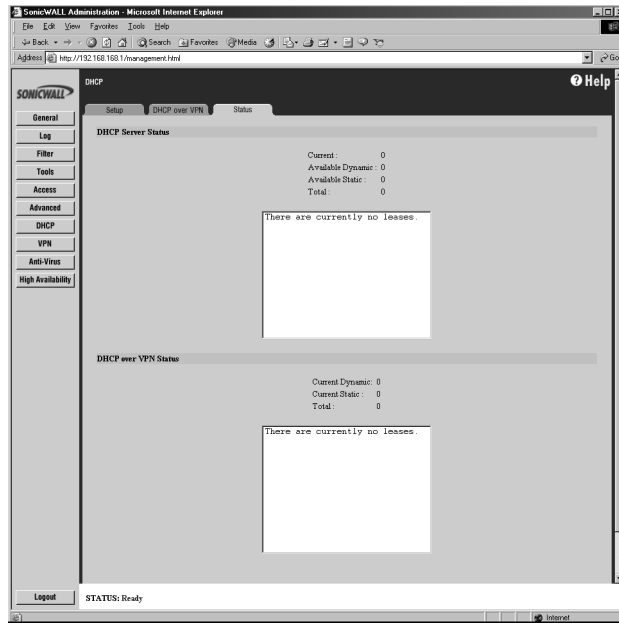 SonicWALL Administration - Microsoft Internet Explorer
File Edit View Favorites Tools Help
Back Search Favorites Media
Address http://192.168.168.1/management.html Go
SONICWALL
DHCP
? Help
Setup DHCP over VPN Status
General
Log
Filter
Tools
Access
Advanced
DHCP
VPN
Anti-Virus
High Availability
DHCP Server Status
Current : 0
Available Dynamic : 0
Available Static : 0
Total : 0
There are currently no leases.
DHCP over VPN Status
Current Dynamic: 0
Current Static : 0
Total : 0
There are currently no leases.
Logout
STATUS: Ready
Internet